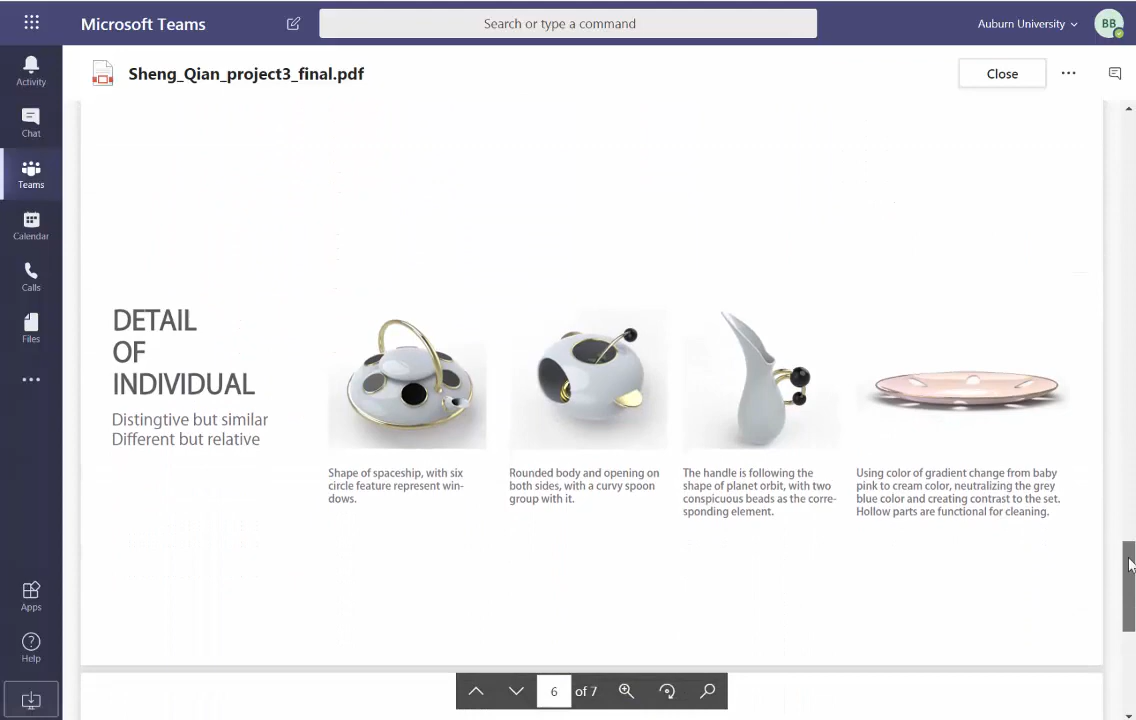 Microsoft Teams
Search or type a command
Auburn University
BB
Activity
Chat
Teams
Calendar
Calls
Files
Apps
Help
Sheng_Qian_project3_final.pdf
Close
DETAIL
OF
INDIVIDUAL
Distingtive but similar
Different but relative
Shape of spaceship, with six
circle feature represent win-
dows.
Rounded body and opening on
both sides, with a curvy spoon
group with it.
The handle is following the
shape of planet orbit, with two
conspicuous beads as the corre-
sponding element.
Using color of gradient change from baby
pink to cream color, neutralizing the grey
blue color and creating contrast to the set.
Hollow parts are functional for cleaning.
6 of 7